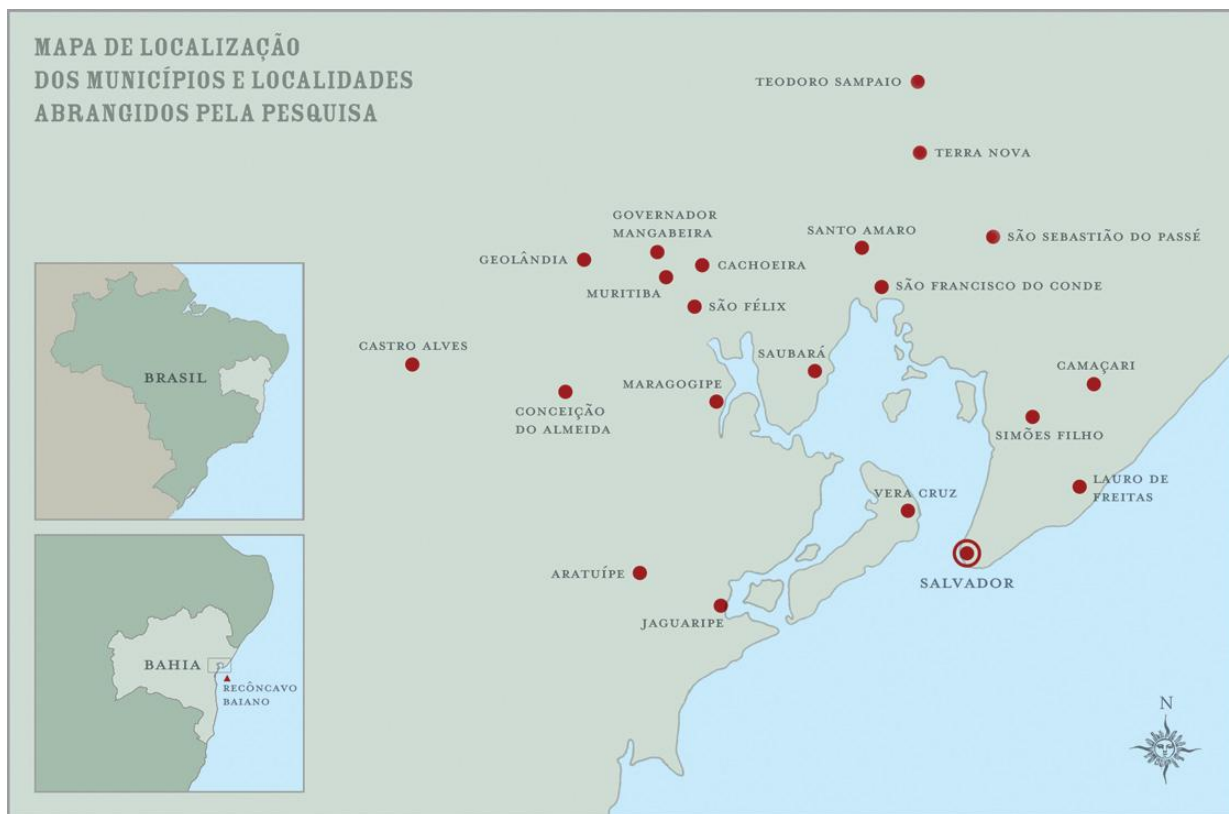 MAPA DE LOCALIZAÇÃO
DOS MUNICÍPIOS E LOCALIDADES
ABRANGIDOS PELA PESQUISA
TEODORO SAMPAIO
TERRA NOVA
GOVERNADOR
MANGABEIRA
SANTO AMARO
SÃO SEBASTIÃO DO PASSÉ
GEOLÂNDIA
CACHOEIRA
MURITIBA
SÃO FRANCISCO DO CONDE
SÃO FÉLIX
CASTRO ALVES
SAUBARÁ
CAMAÇARI
MARAGOGIPE
CONCEIÇÃO
DO ALMEIDA
SIMÕES FILHO
LAURO DE
FREITAS
VERA CRUZ
ARATUÍPE
SALVADOR
JAGUARIPE
BRASIL
BAHIA
RECÔNCAVO
BAIANO
N